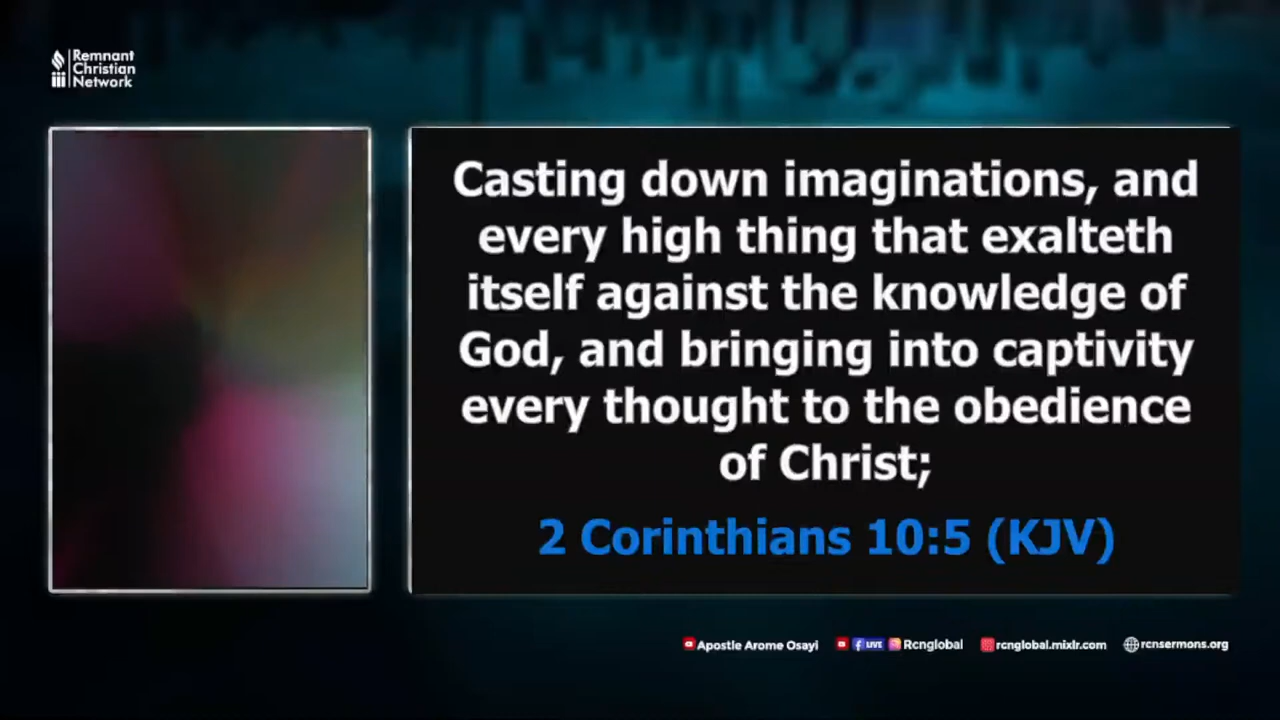 Remnant
Christian
Network
Casting down imaginations, and
every high thing that exalteth
itself against the knowledge of
God, and bringing into captivity
every thought to the obedience
of Christ;
2 Corinthians 10:5 (KJV)
Apostle Arome Osayi LIVE Rcnglobal rcnglobal.mixlr.com rcnsermons.org